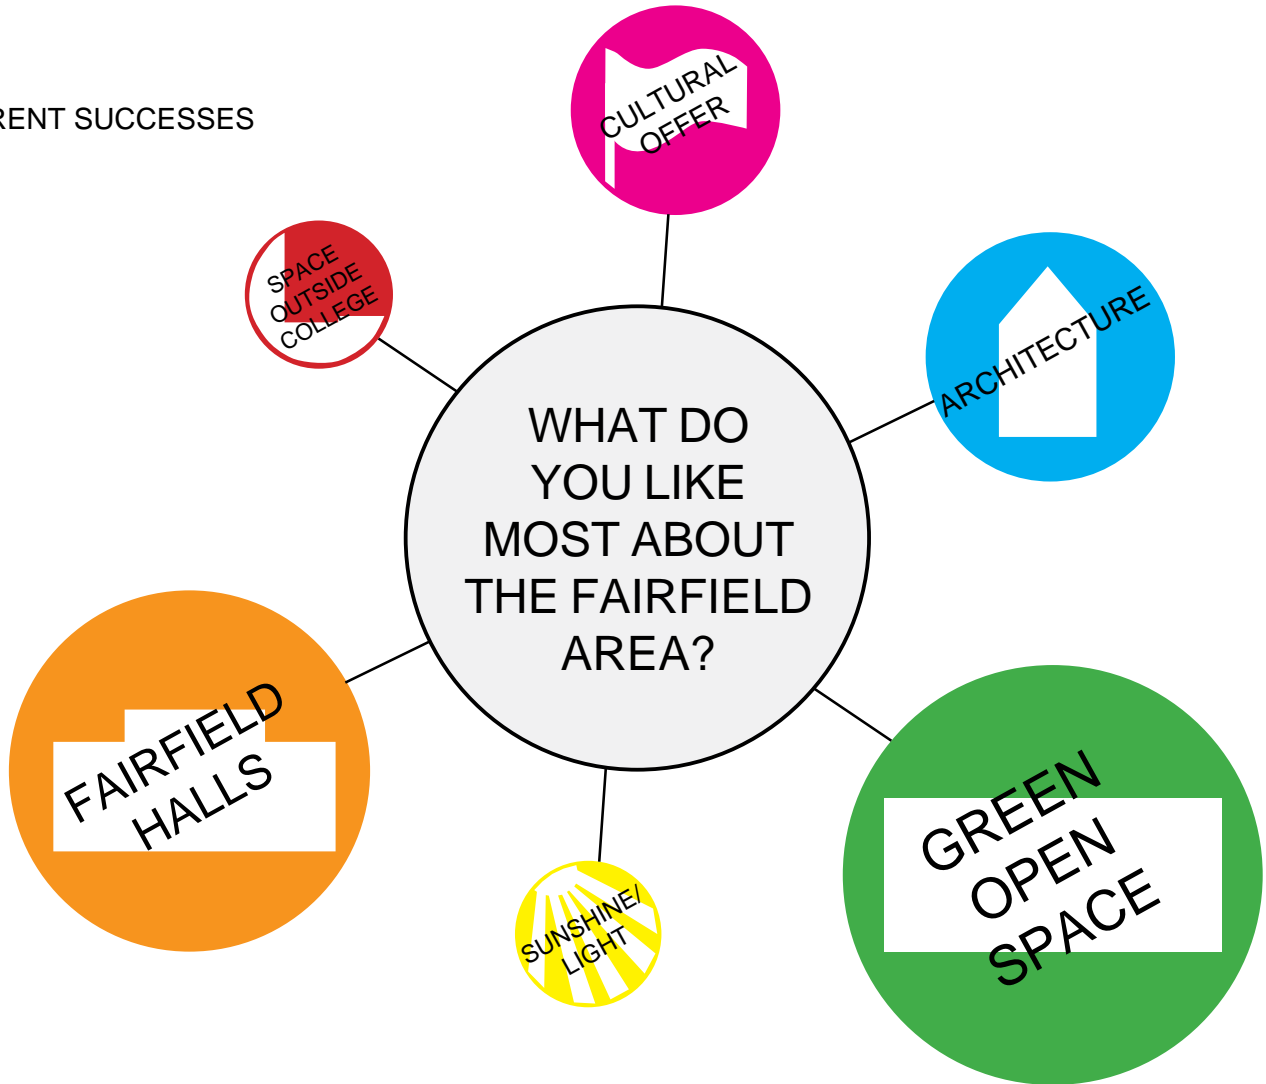 RENT SUCCESSES
CULTURAL
OFFER
SPACE
OUTSIDE
COLLEGE
ARCHITECTURE
WHAT DO
YOU LIKE
MOST ABOUT
THE FAIRFIELD
AREA?
FAIRFIELD
HALLS
GREEN
OPEN
SPACE
SUNSHINE/
LIGHT